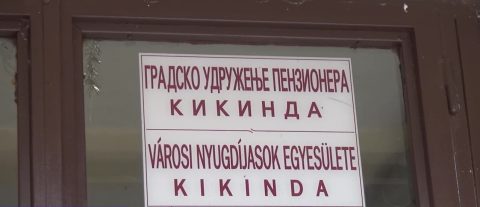 ГРАДСКО УДРУЖЕЊЕ ПЕНЗИОНЕРА
КИКИНДА
VÁROSI NYUGDÍJASOK EGYESÜLETE
KIKINDA